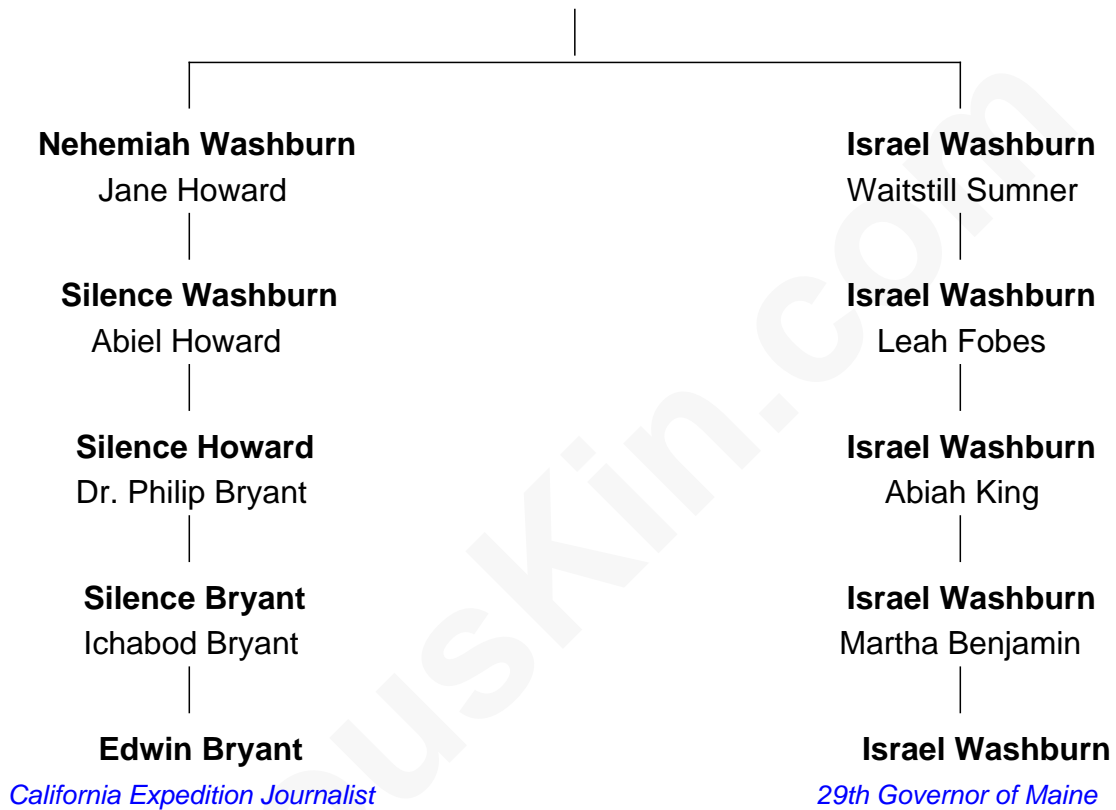 Nehemiah Washburn
Jane Howard
Israel Washburn
Waitstill Sumner
Silence Washburn
Abiel Howard
Israel Washburn
Leah Fobes
Silence Howard
Dr. Philip Bryant
Israel Washburn
Abiah King
Silence Bryant
Ichabod Bryant
Israel Washburn
Martha Benjamin
Edwin Bryant
California Expedition Journalist
Israel Washburn
29th Governor of Maine